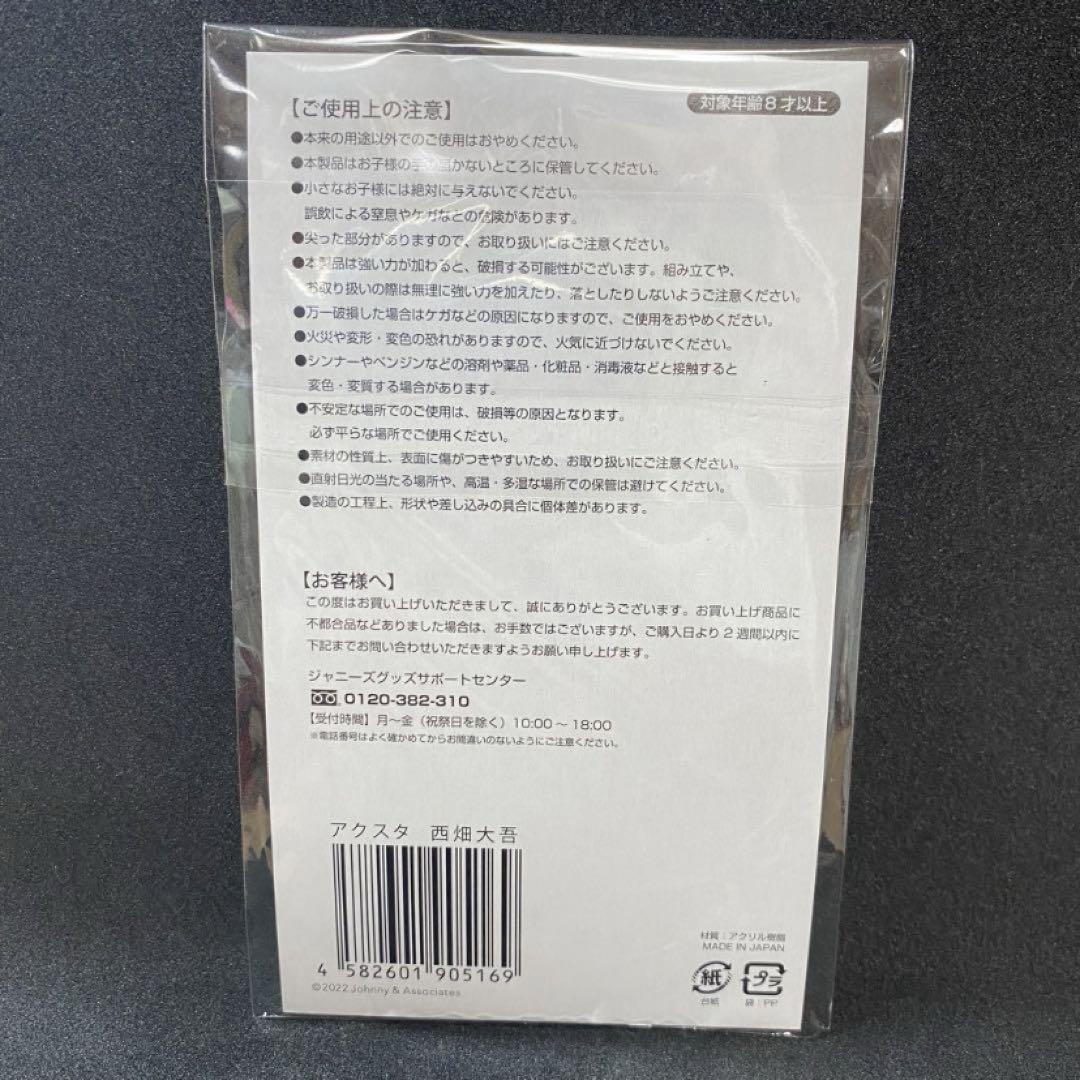 【ご使用上の注意】
対象年齢8才以上
●本来の用途以外でのご使用はおやめください。
●本製品はお子様の手の届かないところに保管してください。
●小さなお子様には絶対に与えないでください。
誤飲による窒息やケガなどの危険があります。
●尖った部分がありますので、お取り扱いにはご注意ください。
●本製品は強い力が加わると、破損する可能性がございます。組み立てや、
お取り扱いの際は無理に強い力を加えたり、落としたりしないようご注意ください。
●万一破損した場合はケガなどの原因になりますので、ご使用をおやめください。
●火災や変形・変色の恐れがありますので、火気に近づけないでください。
●シンナーやベンジンなどの溶剤や薬品・化粧品・消毒液などと接触すると
変色・変質する場合があります。
●不安定な場所でのご使用は、破損等の原因となります。
必ず平らな場所でご使用ください。
●素材の性質上、表面に傷がつきやすいため、お取り扱いにご注意ください。
●直射日光の当たる場所や、高温・多湿な場所での保管は避けてください。
●製造の工程上、形状や差し込みの具合に個体差があります。
【お客様へ】
この度はお買い上げいただきまして、誠にありがとうございます。お買い上げ商品に
不都合品などありました場合は、お手数ではございますが、ご購入日より2週間以内に
下記までお問い合わせいただきますようお願い申し上げます。
ジャニーズグッズサポートセンター
0120-382-310
【受付時間】月〜金（祝祭日を除く）10:00〜18:00
※電話番号はよく確かめてからお間違いのないようにご注意ください。
アクスタ 西畑大吾
4 582601 905169
©2022 Johnny & Associates
材質：アクリル樹脂
MADE IN JAPAN
紙 プラ
台紙 袋：PP